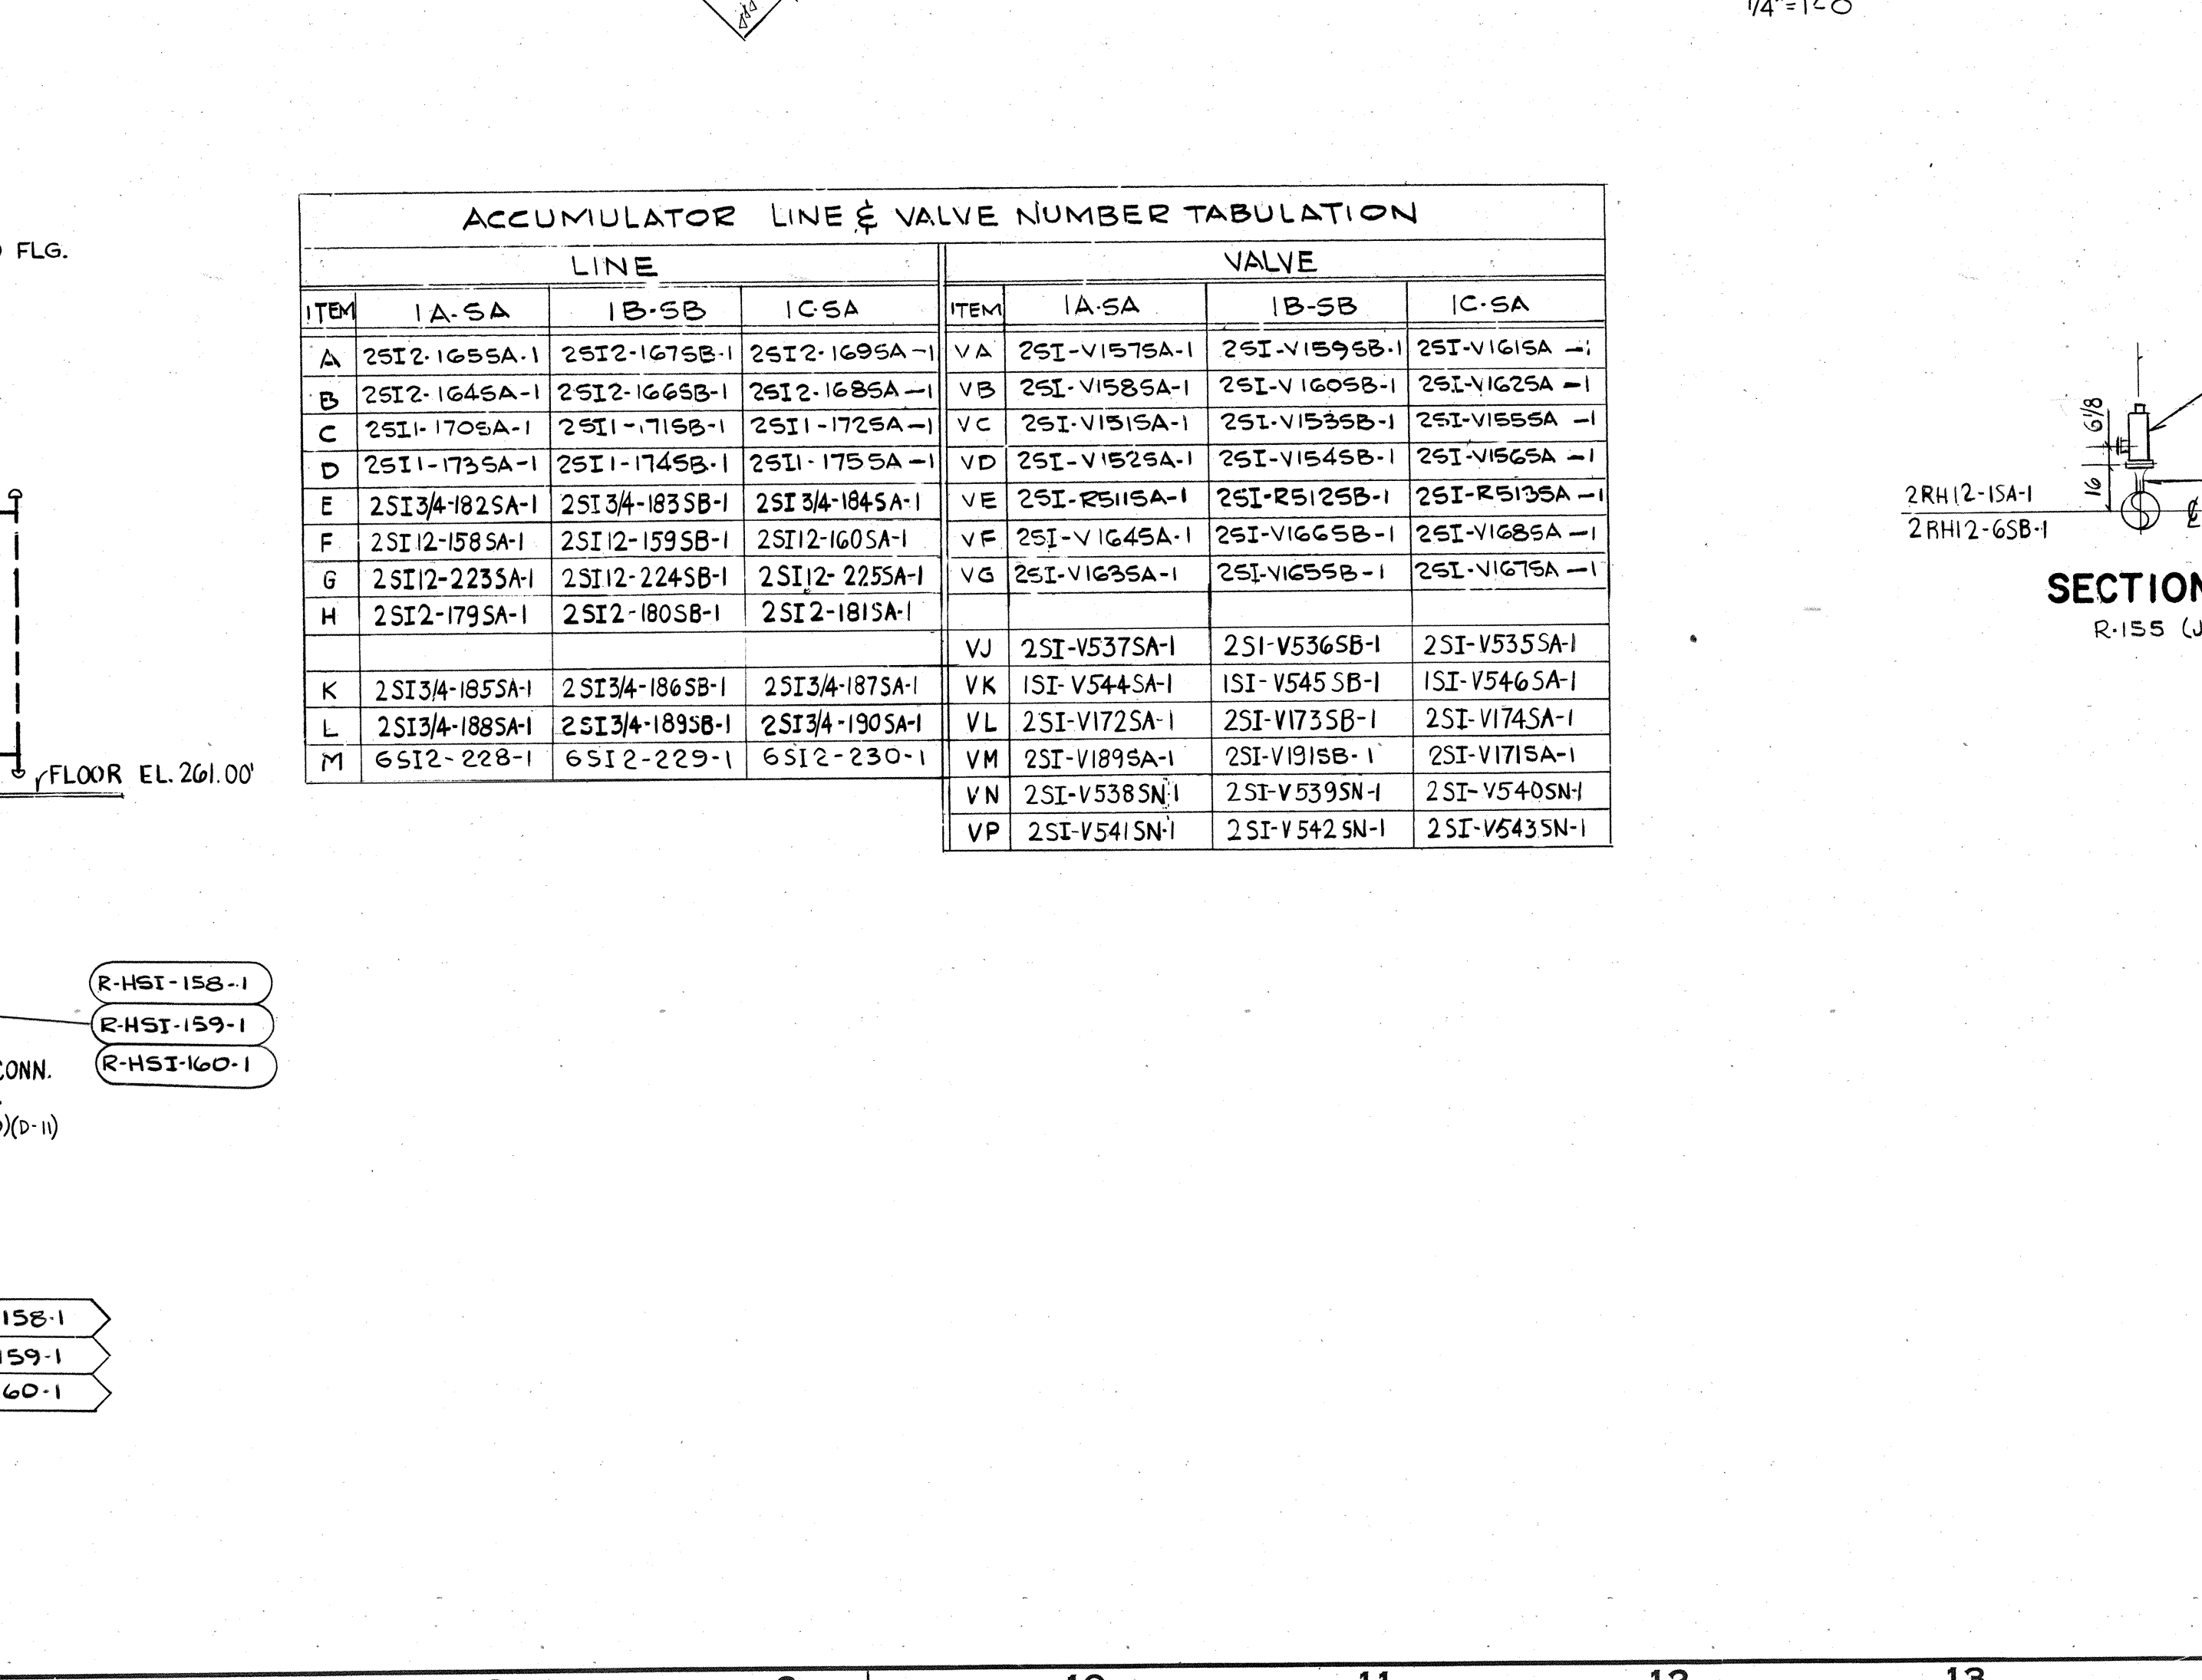 1/4"=1'-0
FLG.
ACCUMULATOR LINE & VALVE NUMBER TABULATION
LINE VALVE
ITEM 1A-SA 1B-SB 1C-SA ITEM 1A-SA 1B-SB 1C-SA
A 2SI2-165SA-1 2SI2-167SB-1 2SI2-169SA-1 VA 2SI-V157SA-1 2SI-V159SB-1 2SI-V161SA-1
B 2SI2-164SA-1 2SI2-166SB-1 2SI2-168SA-1 VB 2SI-V158SA-1 2SI-V160SB-1 2SI-V162SA-1
C 2SI1-170SA-1 2SI1-171SB-1 2SI1-172SA-1 VC 2SI-V151SA-1 2SI-V153SB-1 2SI-V155SA-1
D 2SI1-173SA-1 2SI1-174SB-1 2SI1-175SA-1 VD 2SI-V152SA-1 2SI-V154SB-1 2SI-V156SA-1
E 2SI3/4-182SA-1 2SI3/4-183SB-1 2SI3/4-184SA-1 VE 2SI-R511SA-1 2SI-R512SB-1 2SI-R513SA-1
F 2SI12-158SA-1 2SI12-159SB-1 2SI12-160SA-1 VF 2SI-V164SA-1 2SI-V166SB-1 2SI-V168SA-1
G 2SI12-223SA-1 2SI12-224SB-1 2SI12-225SA-1 VG 2SI-V163SA-1 2SI-V165SB-1 2SI-V167SA-1
H 2SI2-179SA-1 2SI2-180SB-1 2SI2-181SA-1
VJ 2SI-V537SA-1 2SI-V536SB-1 2SI-V535SA-1
K 2SI3/4-185SA-1 2SI3/4-186SB-1 2SI3/4-187SA-1 VK 1SI-V544SA-1 1SI-V545SB-1 1SI-V546SA-1
L 2SI3/4-188SA-1 2SI3/4-189SB-1 2SI3/4-190SA-1 VL 2SI-V172SA-1 2SI-V173SB-1 2SI-V174SA-1
M 6SI2-228-1 6SI2-229-1 6SI2-230-1 VM 2SI-V189SA-1 2SI-V191SB-1 2SI-V171SA-1
VN 2SI-V538SN-1 2SI-V539SN-1 2SI-V540SN-1
VP 2SI-V541SN-1 2SI-V542SN-1 2SI-V543SN-1
FLOOR EL. 261.00'
6 1/8
16
2RH12-1SA-1
2RH12-6SB-1
℄
SECTION
R-155 (J
R-HSI-158-1
R-HSI-159-1
R-HSI-160-1
CONN.
)(D-11)
158-1
159-1
60-1
10 11 12 13